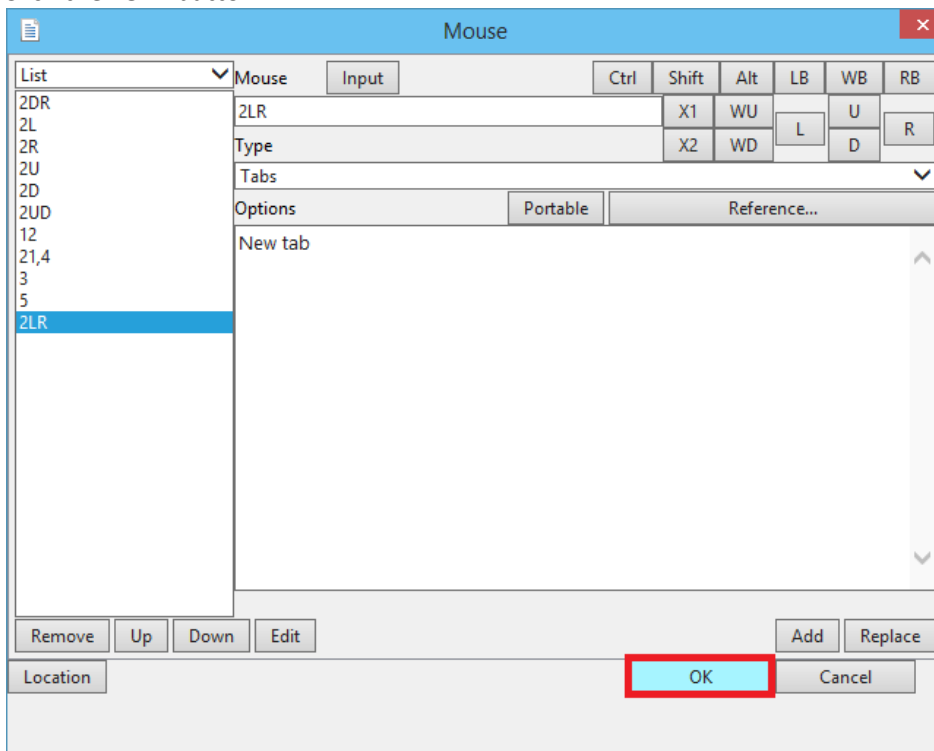 Mouse
List
Mouse Input Ctrl Shift Alt LB WB RB
2LR X1 WU L U R
Type X2 WD D
Tabs
Options Portable Reference...
New tab
2DR
2L
2R
2U
2D
2UD
12
21,4
3
5
2LR
Remove Up Down Edit Add Replace
Location OK Cancel